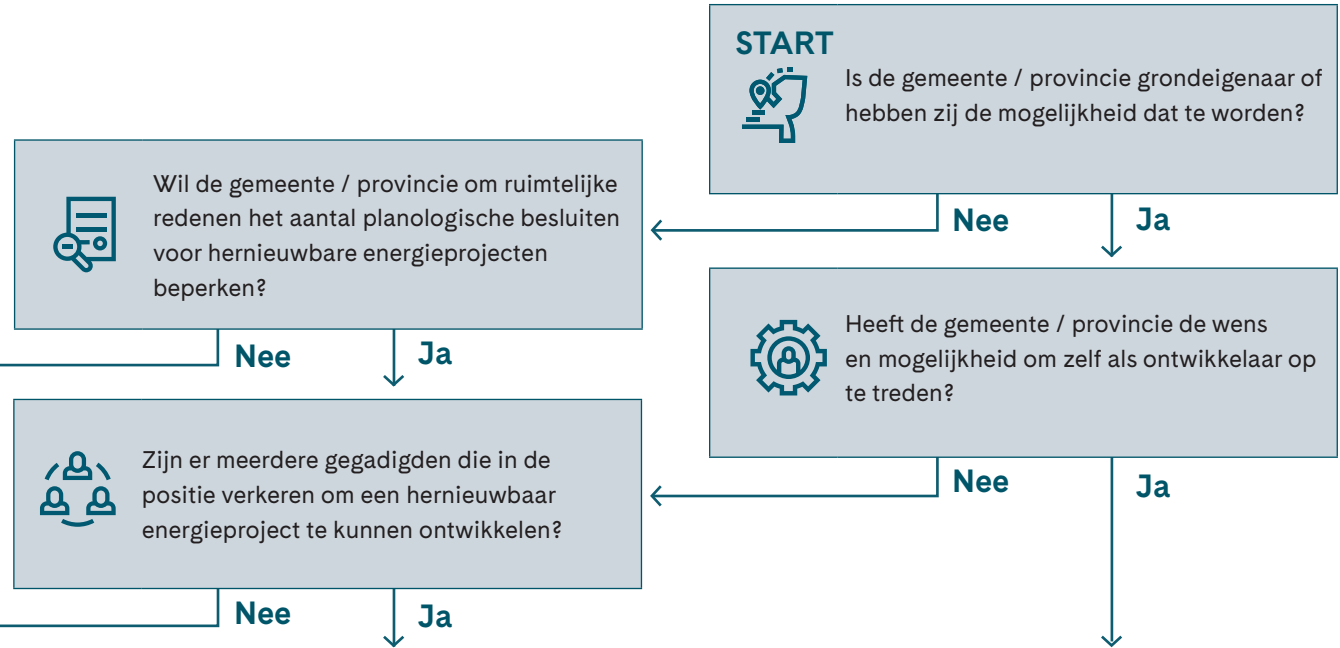 START
Is de gemeente / provincie grondeigenaar of
hebben zij de mogelijkheid dat te worden?
Nee
Ja
Wil de gemeente / provincie om ruimtelijke
redenen het aantal planologische besluiten
voor hernieuwbare energieprojecten
beperken?
Nee
Ja
Heeft de gemeente / provincie de wens
en mogelijkheid om zelf als ontwikkelaar op
te treden?
Nee
Ja
Zijn er meerdere gegadigden die in de
positie verkeren om een hernieuwbaar
energieproject te kunnen ontwikkelen?
Nee
Ja